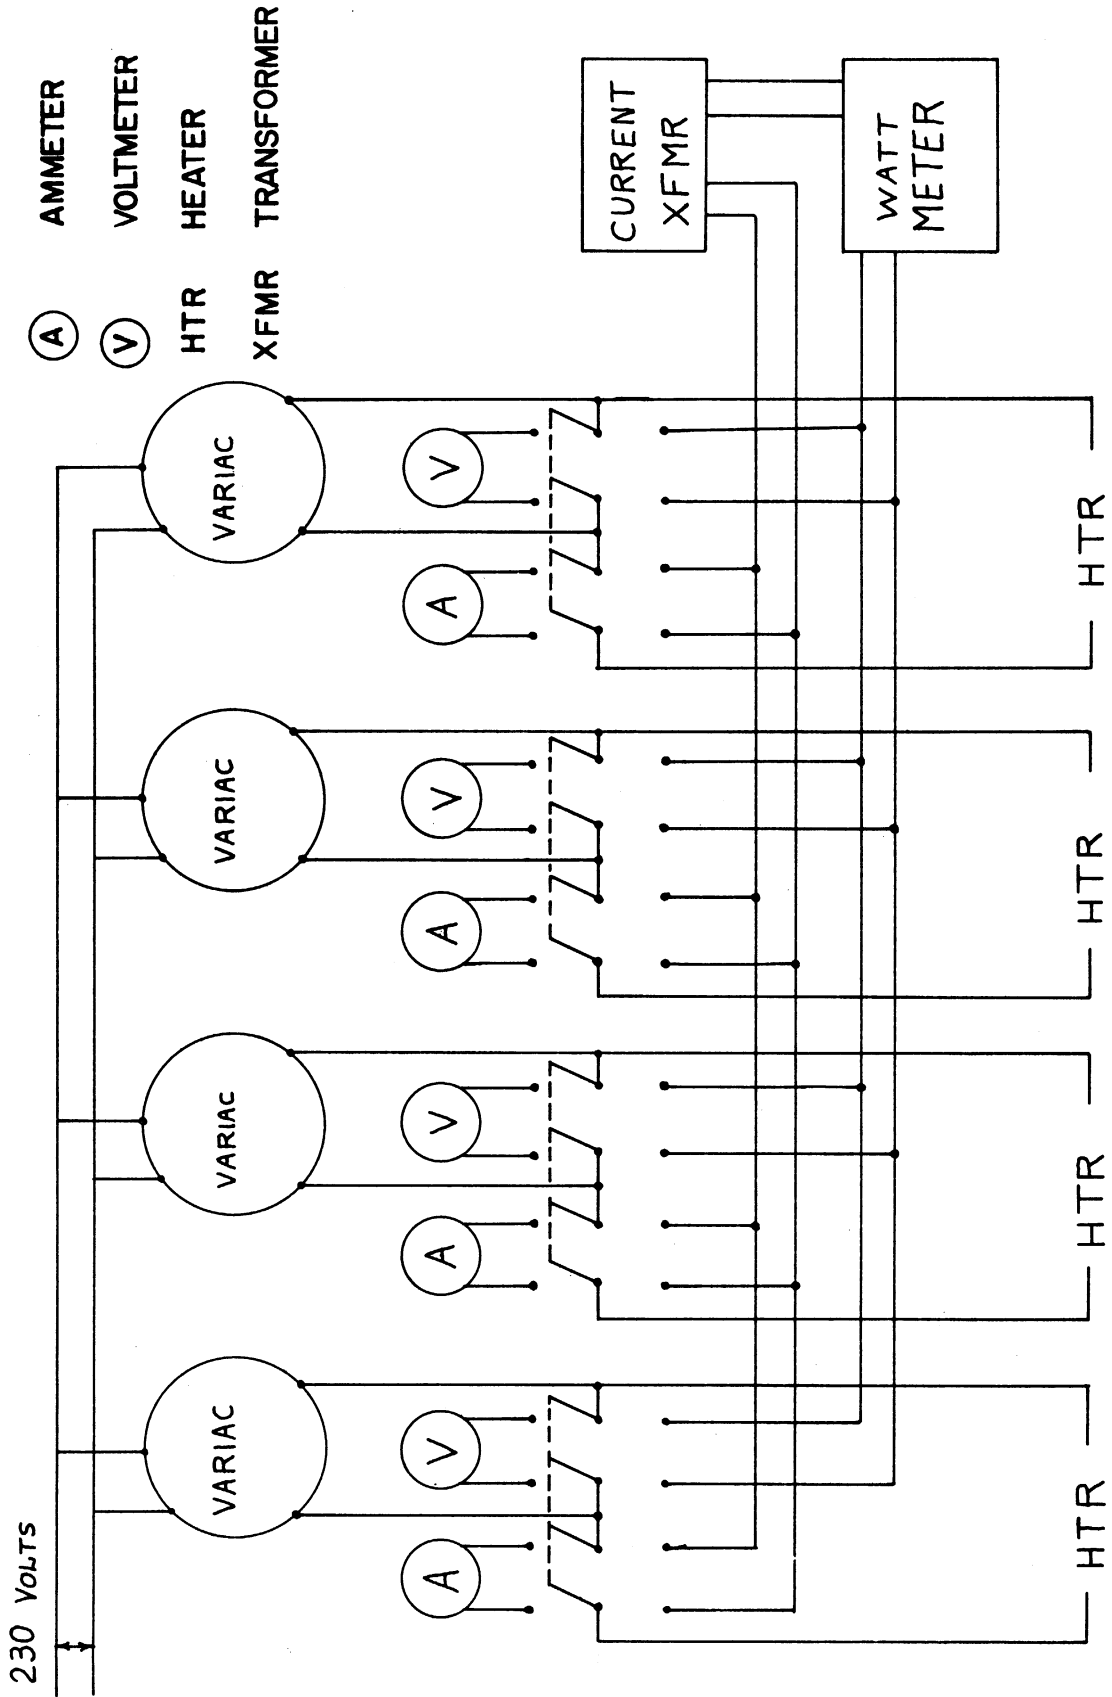 230 VOLTS
A AMMETER
V VOLTMETER
HTR HEATER
XFMR TRANSFORMER
VARIAC
VARIAC
VARIAC
VARIAC
A
V
A
V
A
V
A
V
CURRENT
XFMR
WATT
METER
HTR
HTR
HTR
HTR